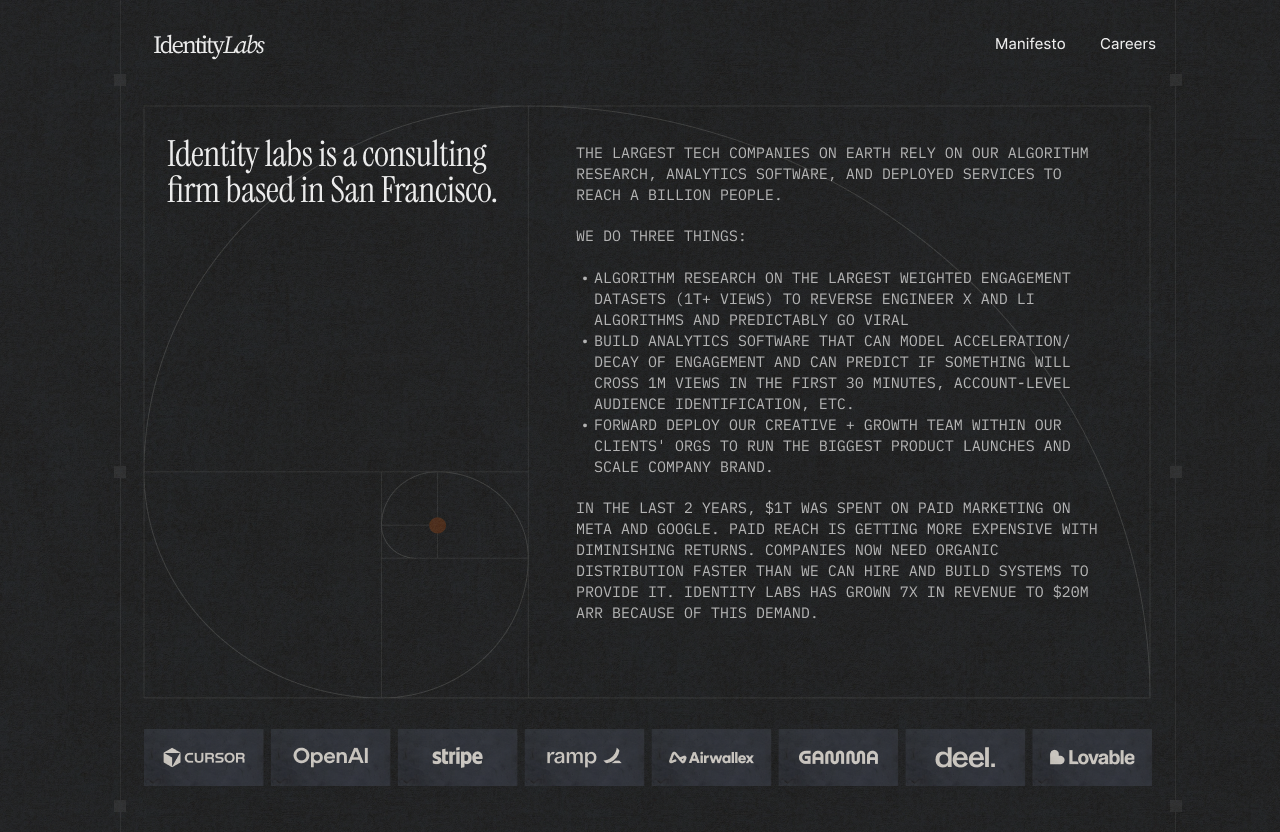 IdentityLabs
Manifesto
Careers
Identity labs is a consulting
firm based in San Francisco.
THE LARGEST TECH COMPANIES ON EARTH RELY ON OUR ALGORITHM
RESEARCH, ANALYTICS SOFTWARE, AND DEPLOYED SERVICES TO
REACH A BILLION PEOPLE.
WE DO THREE THINGS:
• ALGORITHM RESEARCH ON THE LARGEST WEIGHTED ENGAGEMENT
DATASETS (1T+ VIEWS) TO REVERSE ENGINEER X AND LI
ALGORITHMS AND PREDICTABLY GO VIRAL
• BUILD ANALYTICS SOFTWARE THAT CAN MODEL ACCELERATION/
DECAY OF ENGAGEMENT AND CAN PREDICT IF SOMETHING WILL
CROSS 1M VIEWS IN THE FIRST 30 MINUTES, ACCOUNT-LEVEL
AUDIENCE IDENTIFICATION, ETC.
• FORWARD DEPLOY OUR CREATIVE + GROWTH TEAM WITHIN OUR
CLIENTS' ORGS TO RUN THE BIGGEST PRODUCT LAUNCHES AND
SCALE COMPANY BRAND.
IN THE LAST 2 YEARS, $1T WAS SPENT ON PAID MARKETING ON
META AND GOOGLE. PAID REACH IS GETTING MORE EXPENSIVE WITH
DIMINISHING RETURNS. COMPANIES NOW NEED ORGANIC
DISTRIBUTION FASTER THAN WE CAN HIRE AND BUILD SYSTEMS TO
PROVIDE IT. IDENTITY LABS HAS GROWN 7X IN REVENUE TO $20M
ARR BECAUSE OF THIS DEMAND.
CURSOR
OpenAI
stripe
ramp
Airwallex
GAMMA
deel.
Lovable